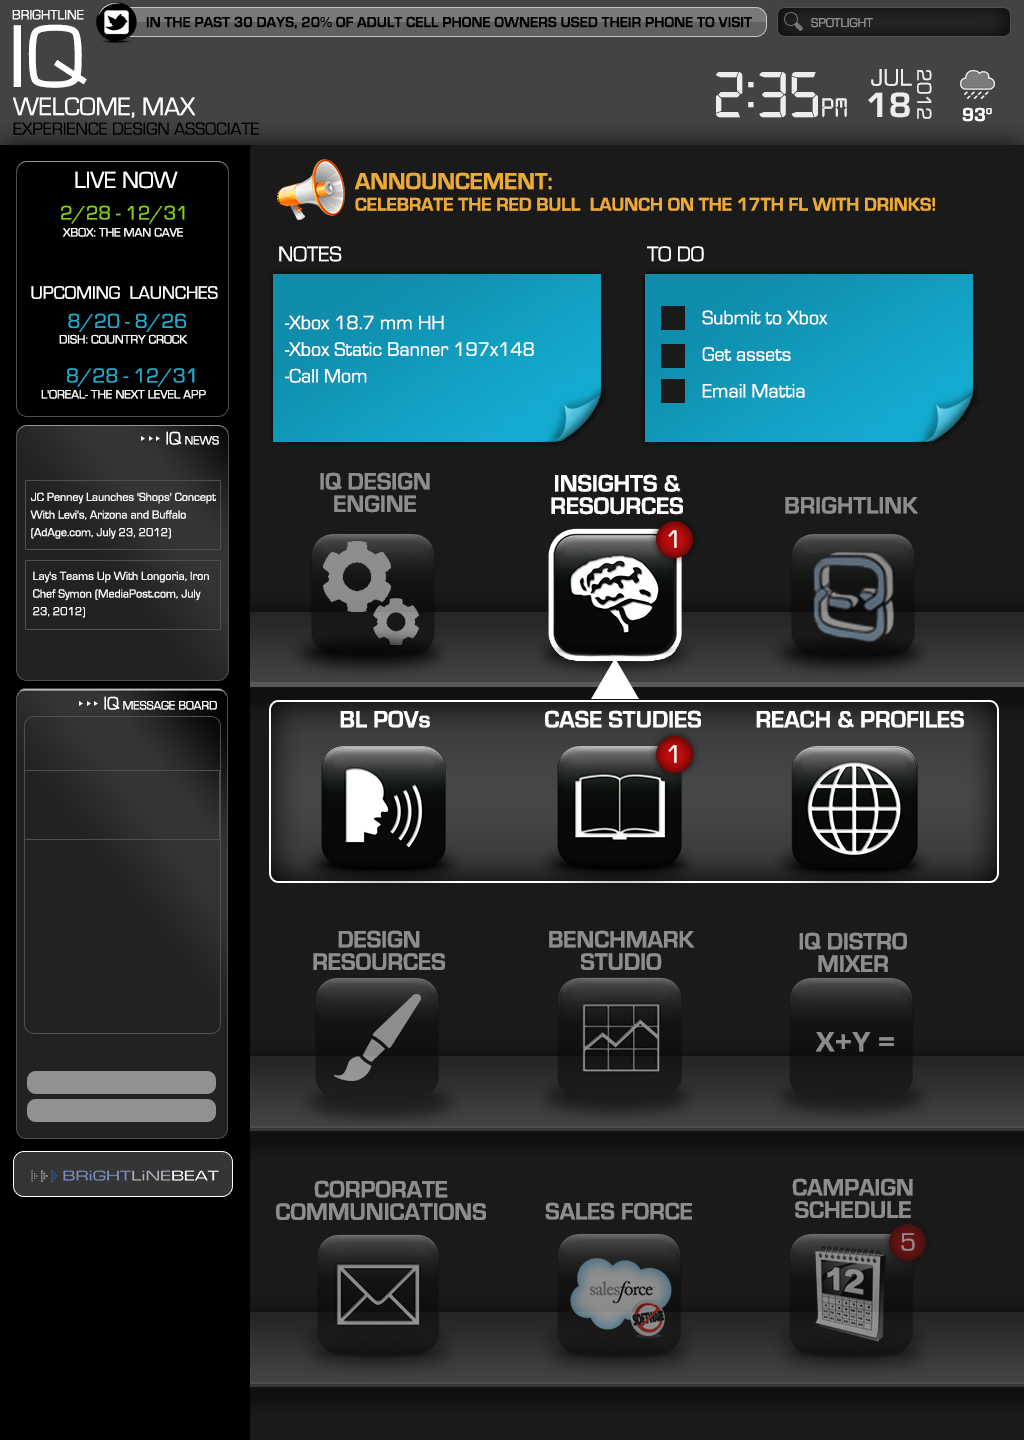 BRIGHTLINE
IQ
IN THE PAST 30 DAYS, 20% OF ADULT CELL PHONE OWNERS USED THEIR PHONE TO VISIT
SPOTLIGHT
WELCOME, MAX
EXPERIENCE DESIGN ASSOCIATE
2:35PM
JUL
18
2012
93°
LIVE NOW
2/28 - 12/31
XBOX: THE MAN CAVE
UPCOMING LAUNCHES
8/20 - 8/26
DISH: COUNTRY CROCK
8/28 - 12/31
L'OREAL- THE NEXT LEVEL APP
IQ NEWS
JC Penney Launches 'Shops' Concept
With Levi's, Arizona and Buffalo
(AdAge.com, July 23, 2012)
Lay's Teams Up With Longoria, Iron
Chef Symon (MediaPost.com, July
23, 2012)
IQ MESSAGE BOARD
BRiGHTLiNEBEAT
ANNOUNCEMENT:
CELEBRATE THE RED BULL LAUNCH ON THE 17TH FL WITH DRINKS!
NOTES
-Xbox 18.7 mm HH
-Xbox Static Banner 197x148
-Call Mom
TO DO
Submit to Xbox
Get assets
Email Mattia
IQ DESIGN
ENGINE
INSIGHTS &
RESOURCES
1
BRIGHTLINK
BL POVs
CASE STUDIES
1
REACH & PROFILES
DESIGN
RESOURCES
BENCHMARK
STUDIO
IQ DISTRO
MIXER
X+Y =
CORPORATE
COMMUNICATIONS
SALES FORCE
salesforce
SOFTWARE
CAMPAIGN
SCHEDULE
5
12